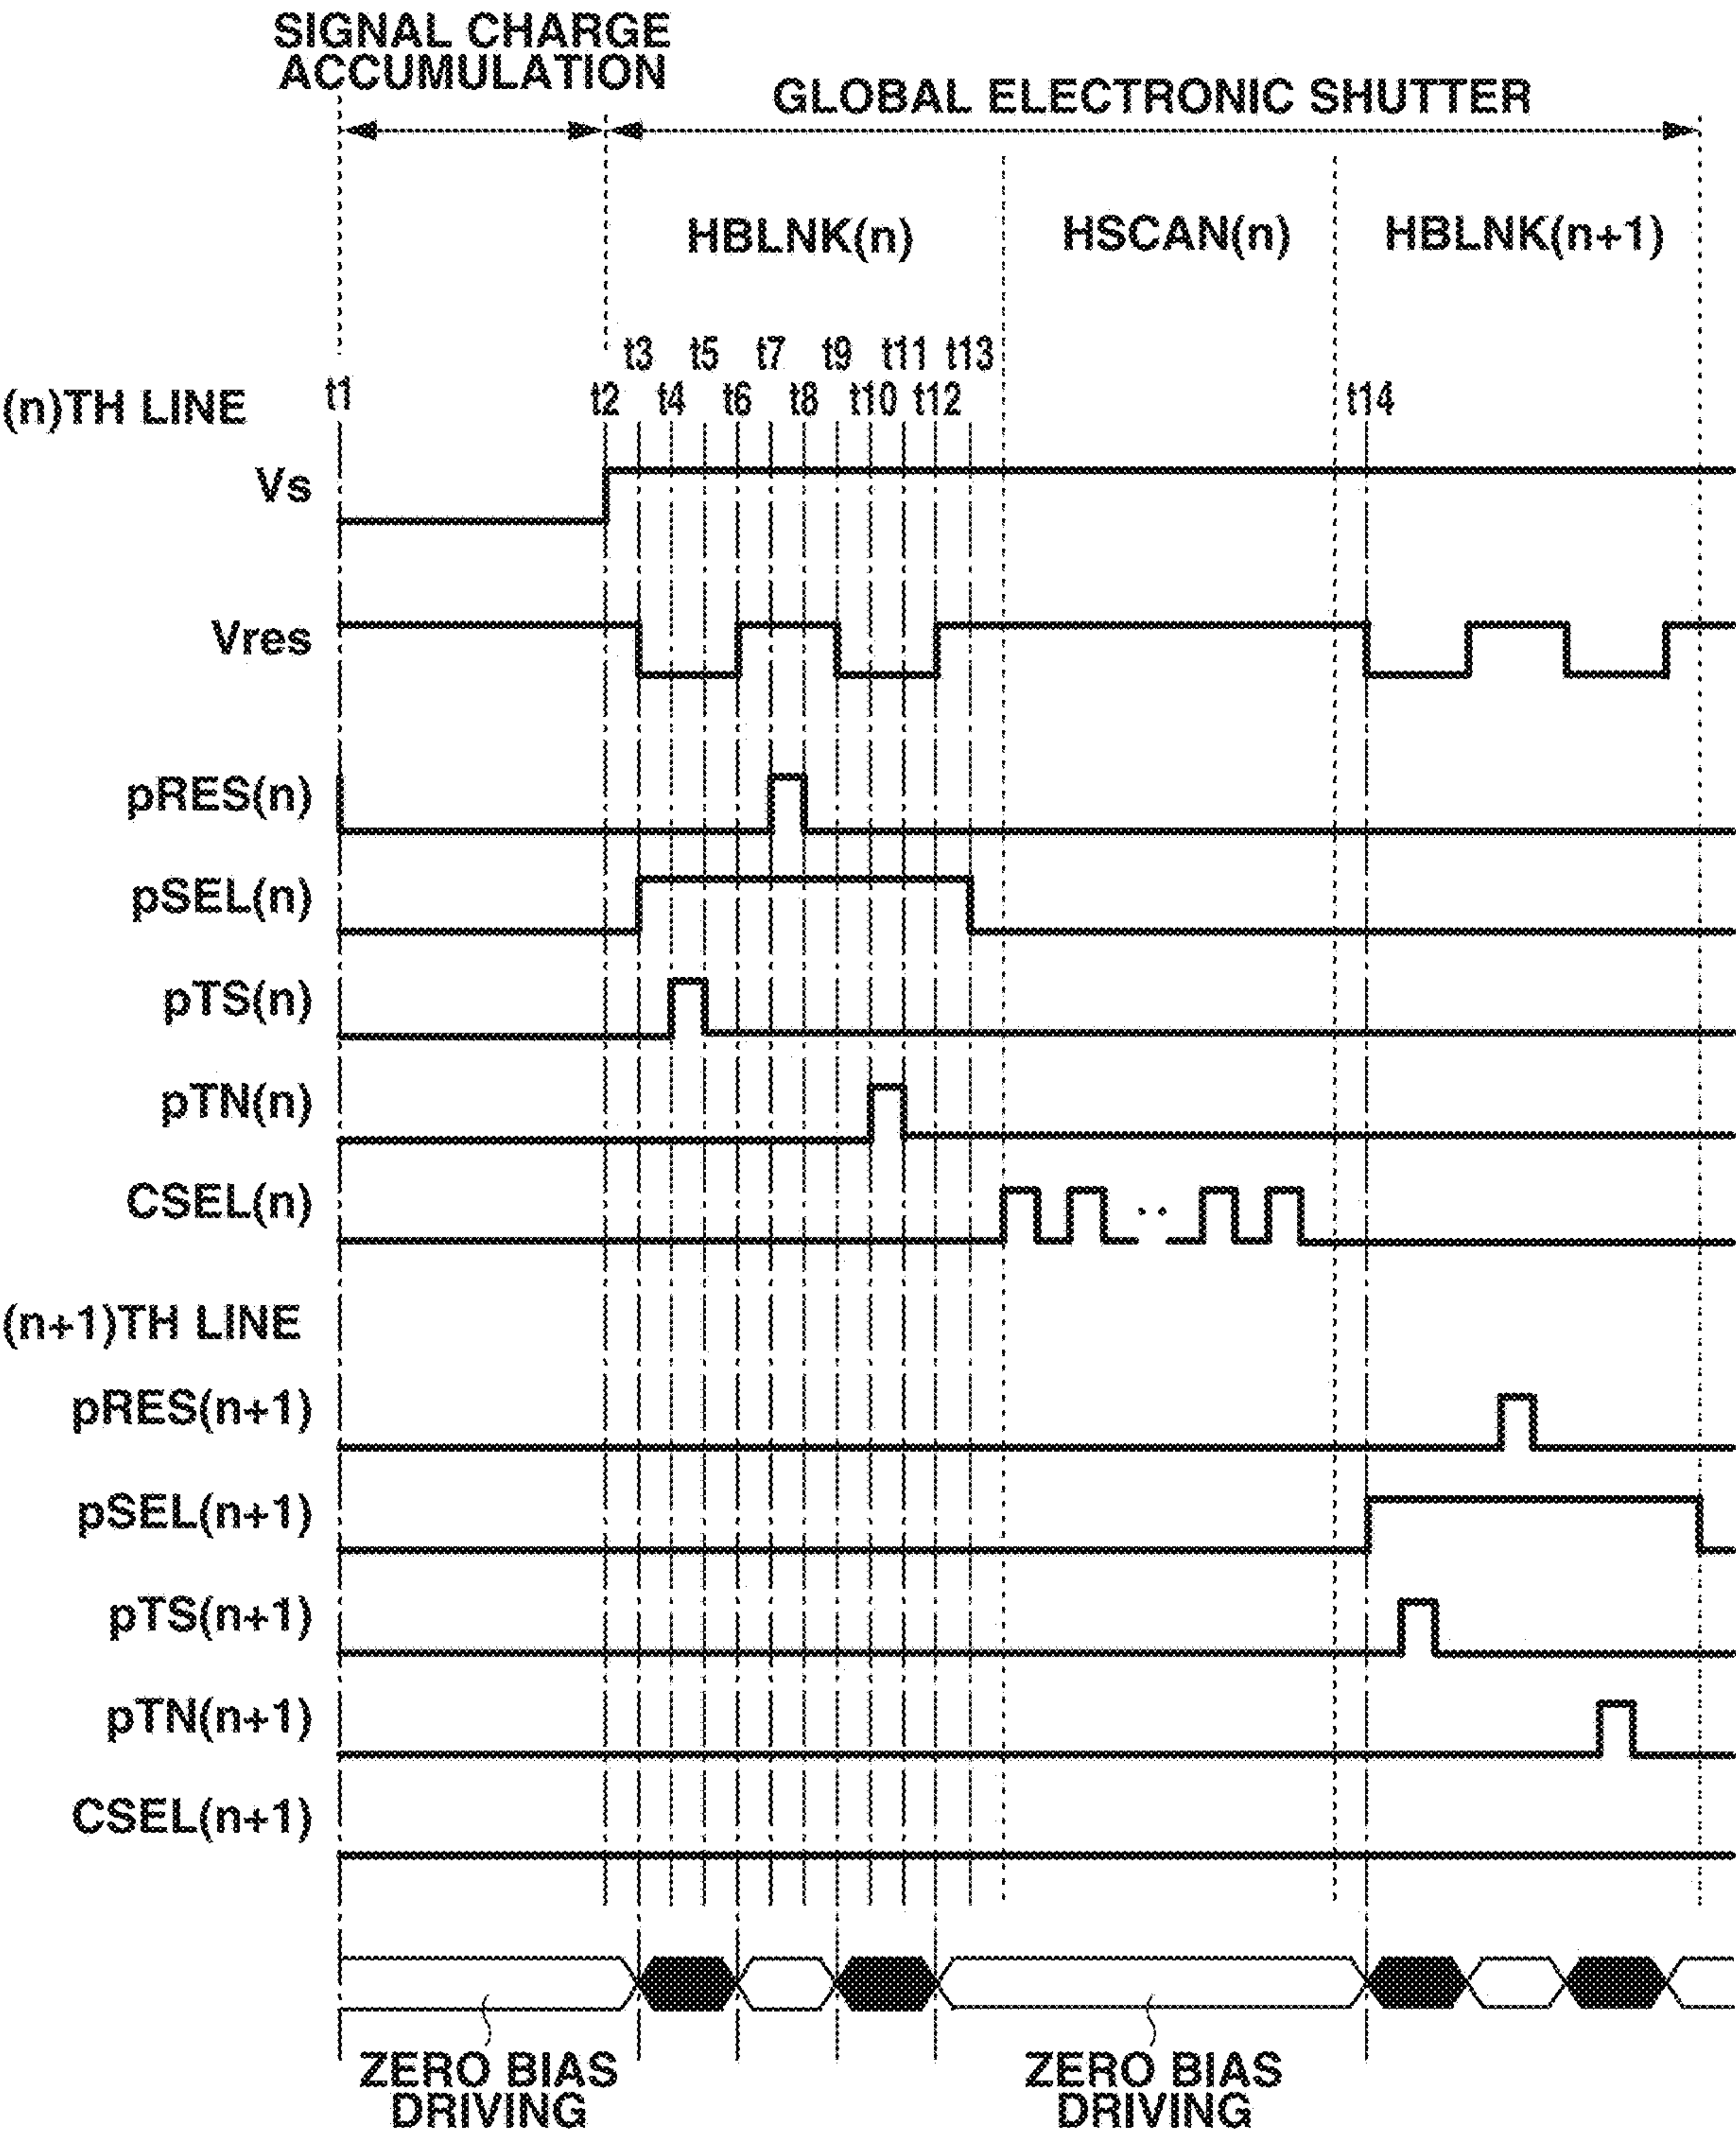 SIGNAL CHARGE
ACCUMULATION
GLOBAL ELECTRONIC SHUTTER
HBLNK(n) HSCAN(n) HBLNK(n+1)
t3 t5 t7 t9 t11 t13
(n)TH LINE t1 t2 t4 t6 t8 t10 t12 t14
Vs
Vres
pRES(n)
pSEL(n)
pTS(n)
pTN(n)
CSEL(n)
(n+1)TH LINE
pRES(n+1)
pSEL(n+1)
pTS(n+1)
pTN(n+1)
CSEL(n+1)
ZERO BIAS
DRIVING
ZERO BIAS
DRIVING